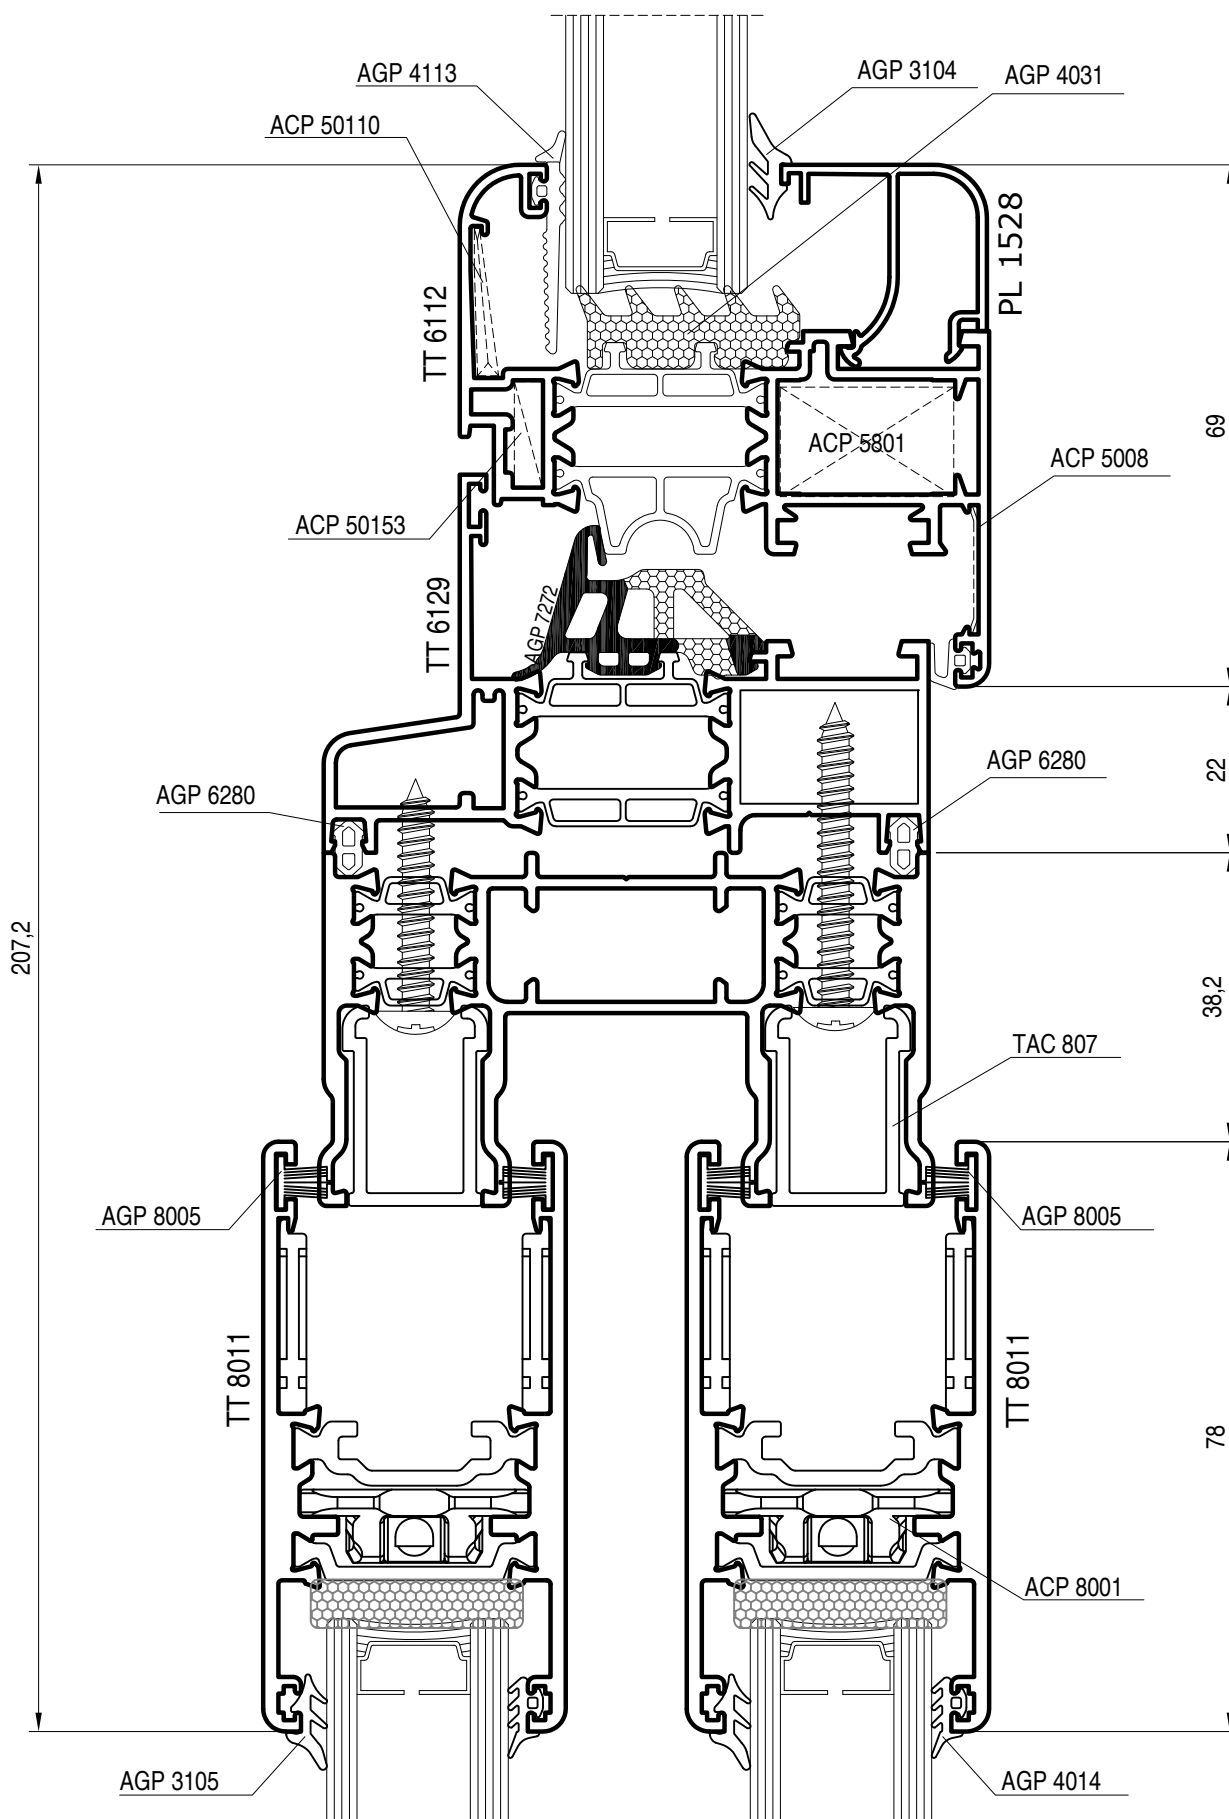 AGP 4113
AGP 3104
AGP 4031
ACP 50110
PL 1528
TT 6112
69
ACP 5801
ACP 5008
ACP 50153
AGP 7272
TT 6129
AGP 6280
22
AGP 6280
207,2
38,2
TAC 807
AGP 8005
AGP 8005
TT 8011
TT 8011
78
ACP 8001
AGP 3105
AGP 4014